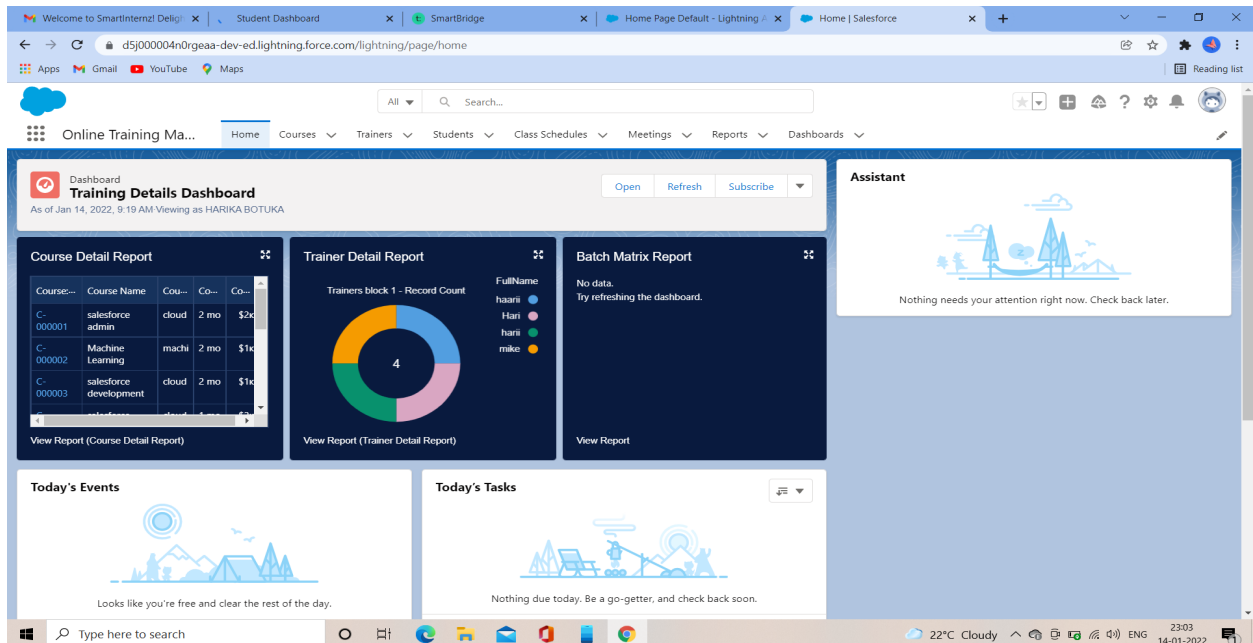 Welcome to SmartInternz! Deligh
Student Dashboard
SmartBridge
Home Page Default - Lightning A
Home | Salesforce
d5j000004n0rgeaa-dev-ed.lightning.force.com/lightning/page/home
Apps Gmail YouTube Maps Reading list
All Search...
Online Training Ma... Home Courses Trainers Students Class Schedules Meetings Reports Dashboards
Dashboard
Training Details Dashboard
As of Jan 14, 2022, 9:19 AM Viewing as HARIKA BOTUKA
Open Refresh Subscribe
Course Detail Report
Course:... Course Name Cou... Co... Co...
C-000001 salesforce admin cloud 2 mo $2K
C-000002 Machine Learning machi 2 mo $1K
C-000003 salesforce development cloud 2 mo $1K
View Report (Course Detail Report)
Trainer Detail Report
Trainers block 1 - Record Count
FullName
haarii
Hari
harii
mike
4
View Report (Trainer Detail Report)
Batch Matrix Report
No data.
Try refreshing the dashboard.
View Report
Assistant
Nothing needs your attention right now. Check back later.
Today's Events
Looks like you're free and clear the rest of the day.
Today's Tasks
Nothing due today. Be a go-getter, and check back soon.
Type here to search
22°C Cloudy
ENG
23:03
14-01-2022